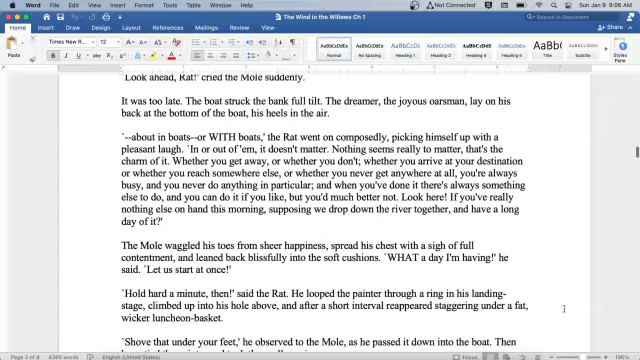 Word File Edit View Insert Format Tools Table Window Help Not Connected Sun Jan 9 9:06 AM
The Wind in the Willows Ch 1 Search in Document
Home Insert Draw Design Layout References Mailings Review View Share
Paste Times New R... 12
AaBbCcDdEe AaBbCcDdEe AaBbCcDc AaBbCcDdEe AaBbCcDdEe AaBb( AaBbCcDdEe
Normal Heading 1 Heading 2 Heading 3 Heading 4 Title Subtitle
`Look ahead, Rat!' cried the Mole suddenly.
It was too late. The boat struck the bank full tilt. The dreamer, the joyous oarsman, lay on his
back at the bottom of the boat, his heels in the air.
`--about in boats--or WITH boats,' the Rat went on composedly, picking himself up with a
pleasant laugh. `In or out of 'em, it doesn't matter. Nothing seems really to matter, that's the
charm of it. Whether you get away, or whether you don't; whether you arrive at your destination
or whether you reach somewhere else, or whether you never get anywhere at all, you're always
busy, and you never do anything in particular; and when you've done it there's always something
else to do, and you can do it if you like, but you'd much better not. Look here! If you've really
nothing else on hand this morning, supposing we drop down the river together, and have a long
day of it?'
The Mole waggled his toes from sheer happiness, spread his chest with a sigh of full
contentment, and leaned back blissfully into the soft cushions. `WHAT a day I'm having!' he
said. `Let us start at once!'
`Hold hard a minute, then!' said the Rat. He looped the painter through a ring in his landing-
stage, climbed up into his hole above, and after a short interval reappeared staggering under a fat,
wicker luncheon-basket.
`Shove that under your feet,' he observed to the Mole, as he passed it down into the boat. Then
Page 3 of 9 4365 words Focus 196%